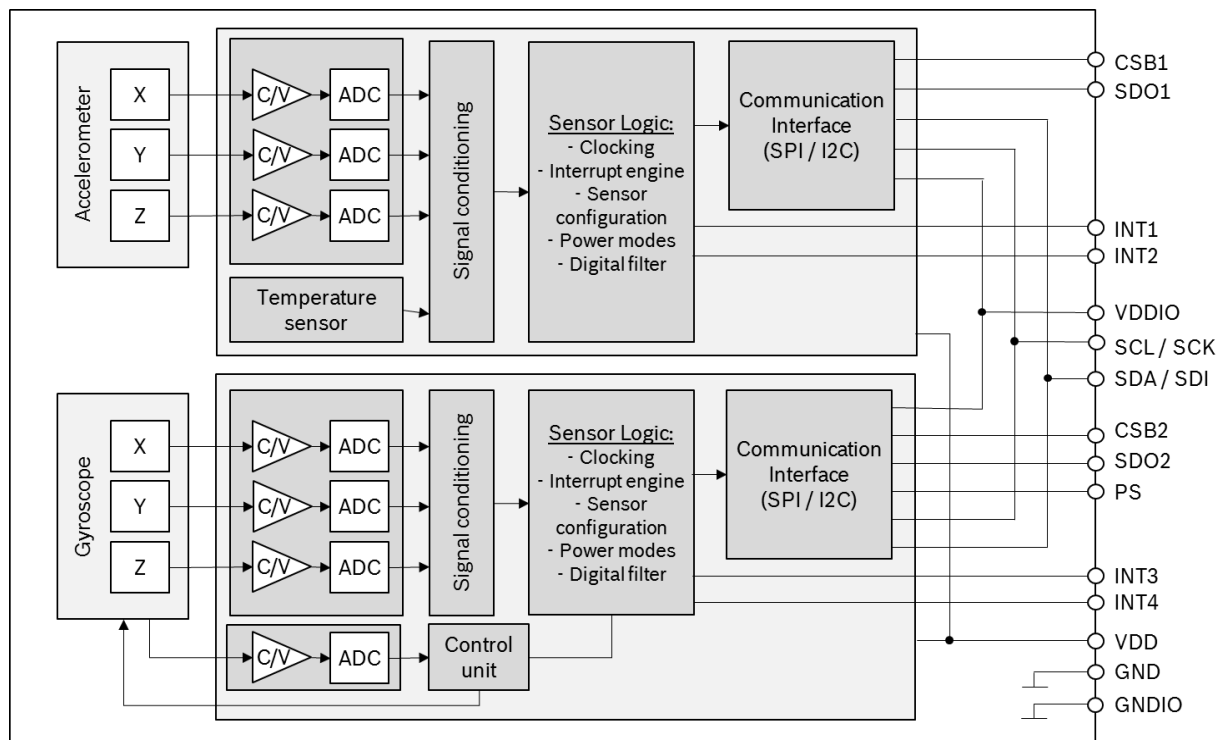 Accelerometer
X
Y
Z
C/V
ADC
C/V
ADC
C/V
ADC
Temperature
sensor
Signal conditioning
Sensor Logic:
- Clocking
- Interrupt engine
- Sensor
configuration
- Power modes
- Digital filter
Communication
Interface
(SPI / I2C)
CSB1
SDO1
INT1
INT2
VDDIO
SCL / SCK
SDA / SDI
Gyroscope
X
Y
Z
C/V
ADC
C/V
ADC
C/V
ADC
C/V
ADC
Signal conditioning
Control
unit
Sensor Logic:
- Clocking
- Interrupt engine
- Sensor
configuration
- Power modes
- Digital filter
Communication
Interface
(SPI / I2C)
CSB2
SDO2
PS
INT3
INT4
VDD
GND
GNDIO